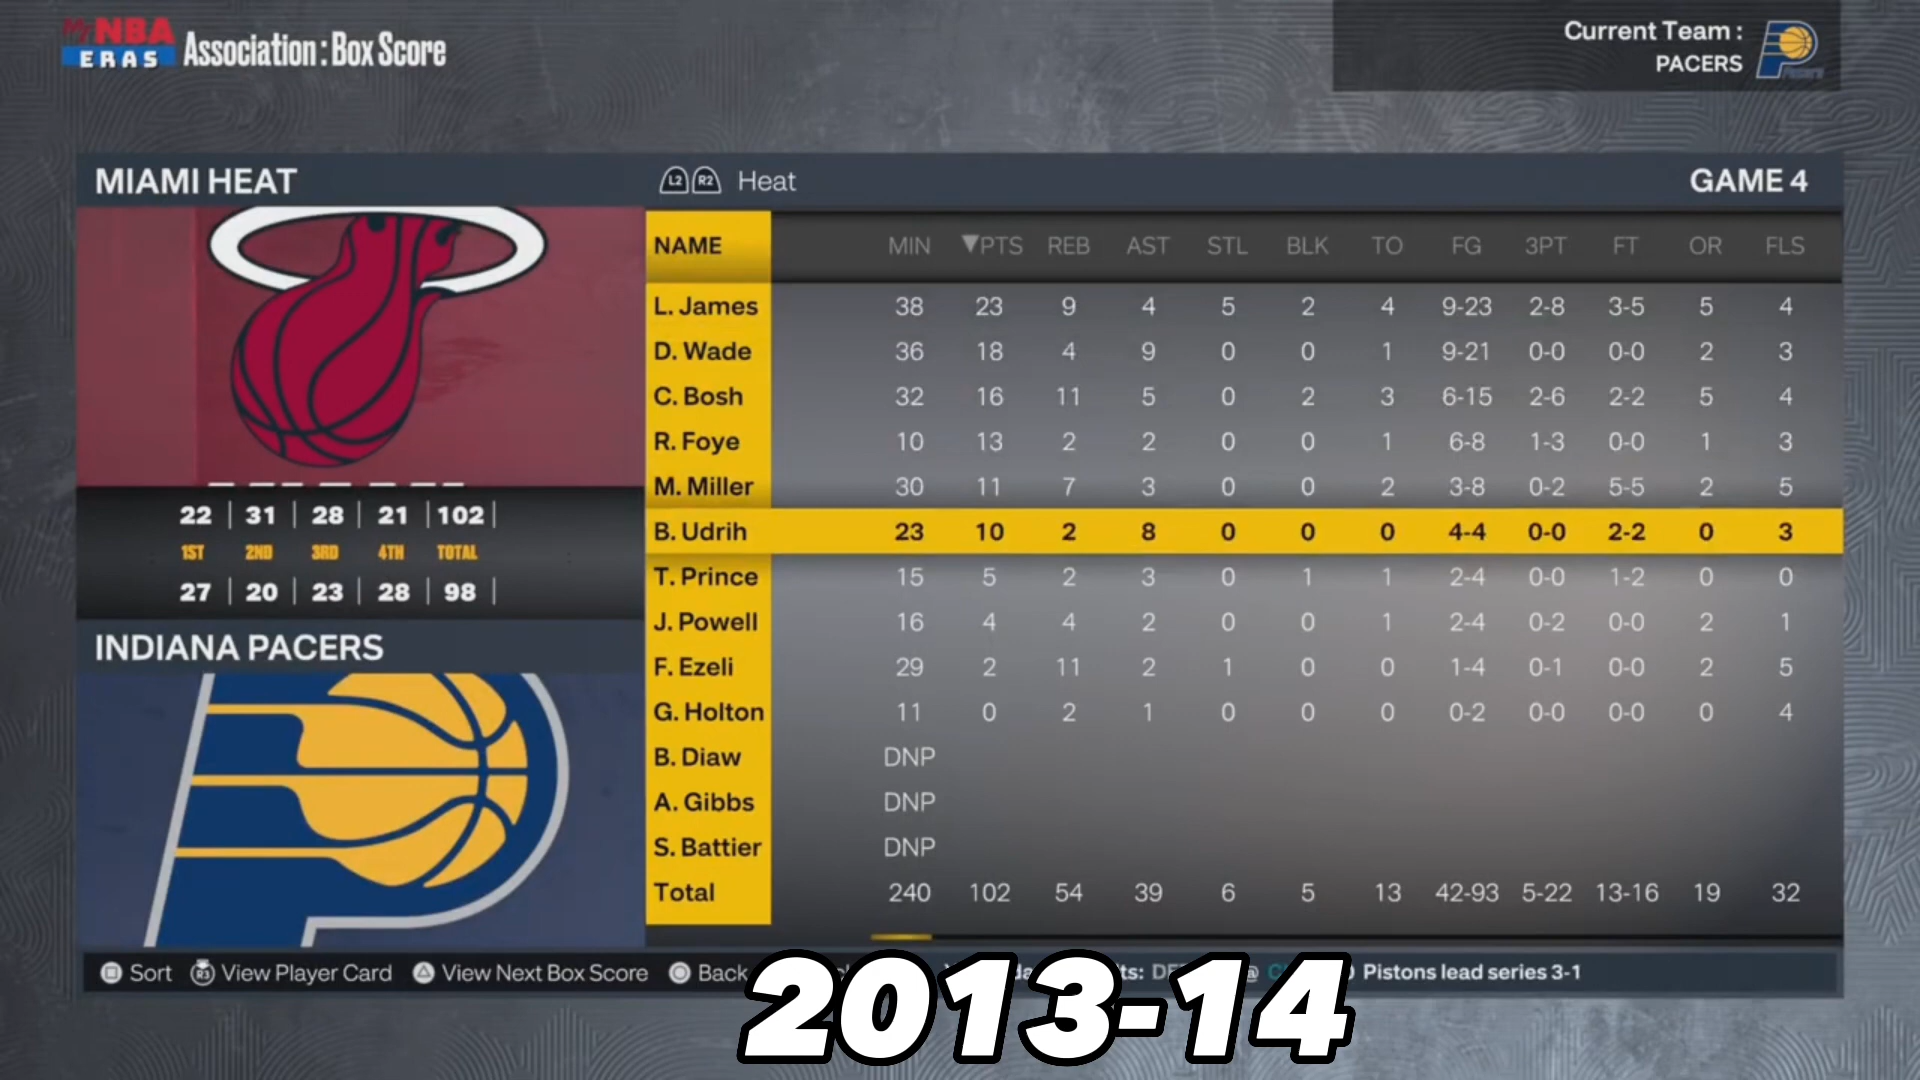 My NBA ERAS Association : Box Score
Current Team :
PACERS
Pacers
MIAMI HEAT
22 | 31 | 28 | 21 | 102 |
1ST 2ND 3RD 4TH TOTAL
27 | 20 | 23 | 28 | 98 |
INDIANA PACERS
L2 R2 Heat GAME 4
NAME MIN ▼PTS REB AST STL BLK TO FG 3PT FT OR FLS
L. James 38 23 9 4 5 2 4 9-23 2-8 3-5 5 4
D. Wade 36 18 4 9 0 0 1 9-21 0-0 0-0 2 3
C. Bosh 32 16 11 5 0 2 3 6-15 2-6 2-2 5 4
R. Foye 10 13 2 2 0 0 1 6-8 1-3 0-0 1 3
M. Miller 30 11 7 3 0 0 2 3-8 0-2 5-5 2 5
B. Udrih 23 10 2 8 0 0 0 4-4 0-0 2-2 0 3
T. Prince 15 5 2 3 0 1 1 2-4 0-0 1-2 0 0
J. Powell 16 4 4 2 0 0 1 2-4 0-2 0-0 2 1
F. Ezeli 29 2 11 2 1 0 0 1-4 0-1 0-0 2 5
G. Holton 11 0 2 1 0 0 0 0-2 0-0 0-0 0 4
B. Diaw DNP
A. Gibbs DNP
S. Battier DNP
Total 240 102 54 39 6 5 13 42-93 5-22 13-16 19 32
Sort R3 View Player Card View Next Box Score Back Pistons lead series 3-1
2013-14